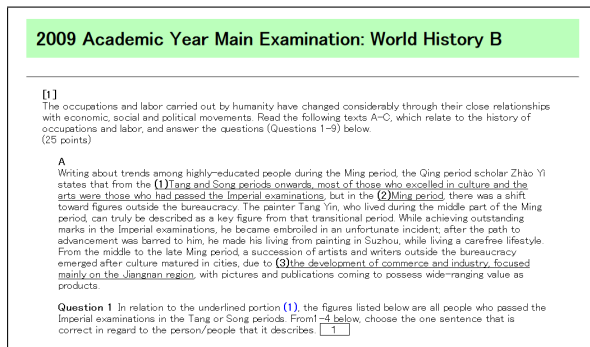 2009 Academic Year Main Examination: World History B
[1]
The occupations and labor carried out by humanity have changed considerably through their close relationships
with economic, social and political movements. Read the following texts A-C, which relate to the history of
occupations and labor, and answer the questions (Questions 1-9) below.
(25 points)
A
Writing about trends among highly-educated people during the Ming period, the Qing period scholar Zhào Yì
states that from the (1)Tang and Song periods onwards, most of those who excelled in culture and the
arts were those who had passed the Imperial examinations, but in the (2)Ming period, there was a shift
toward figures outside the bureaucracy. The painter Tang Yin, who lived during the middle part of the Ming
period, can truly be described as a key figure from that transitional period. While achieving outstanding
marks in the Imperial examinations, he became embroiled in an unfortunate incident; after the path to
advancement was barred to him, he made his living from painting in Suzhou, while living a carefree lifestyle.
From the middle to the late Ming period, a succession of artists and writers outside the bureaucracy
emerged after culture matured in cities, due to (3)the development of commerce and industry, focused
mainly on the Jiangnan region, with pictures and publications coming to possess wide-ranging value as
products.
Question 1 In relation to the underlined portion (1), the figures listed below are all people who passed the
Imperial examinations in the Tang or Song periods. From1-4 below, choose the one sentence that is
correct in regard to the person/people that it describes. 1